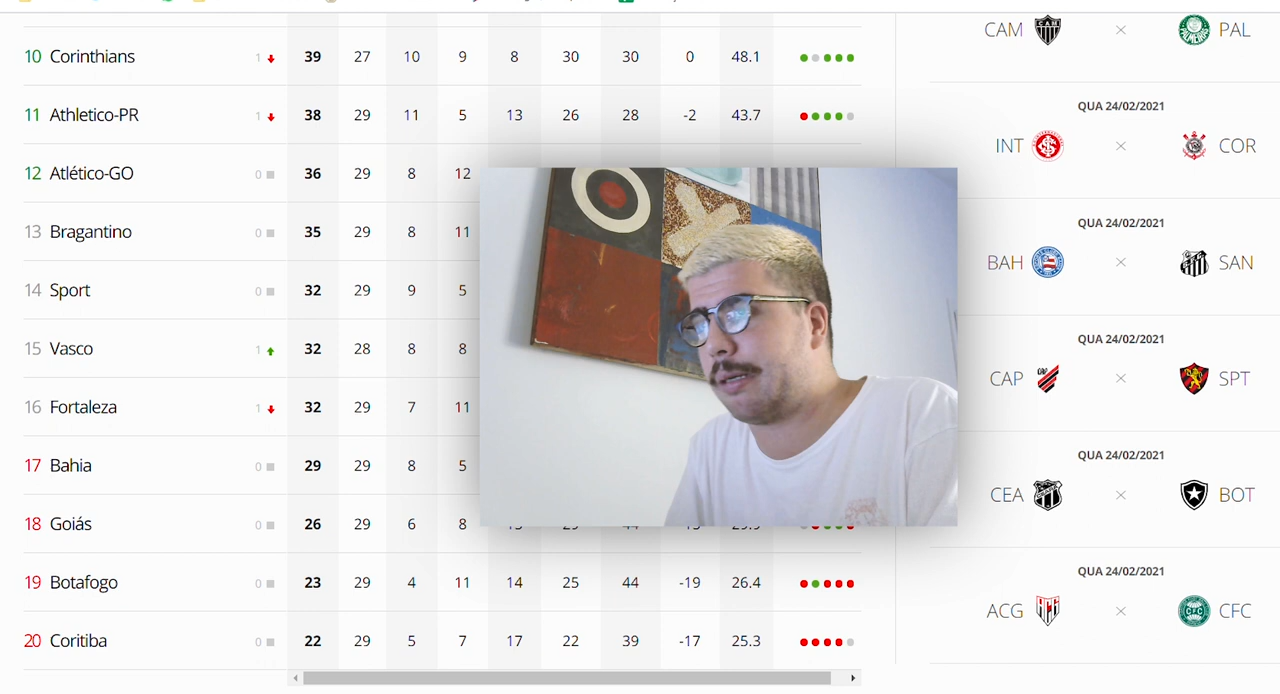 10 Corinthians 1 39 27 10 9 8 30 30 0 48.1
11 Athletico-PR 1 38 29 11 5 13 26 28 -2 43.7
12 Atlético-GO 0 36 29 8 12
13 Bragantino 0 35 29 8 11
14 Sport 0 32 29 9 5
15 Vasco 1 32 28 8 8
16 Fortaleza 1 32 29 7 11
17 Bahia 0 29 29 8 5
18 Goiás 0 26 29 6 8
19 Botafogo 0 23 29 4 11 14 25 44 -19 26.4
20 Coritiba 0 22 29 5 7 17 22 39 -17 25.3
CAM × PAL
QUA 24/02/2021
INT × COR
QUA 24/02/2021
BAH × SAN
QUA 24/02/2021
CAP × SPT
QUA 24/02/2021
CEA × BOT
QUA 24/02/2021
ACG × CFC